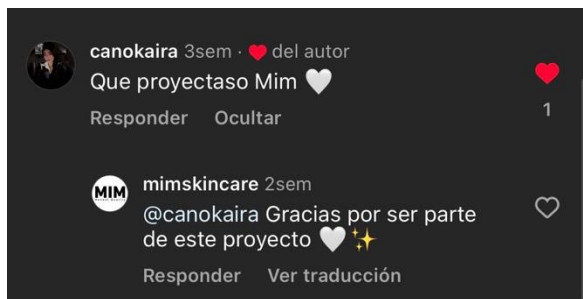 canokaira 3sem · ❤️ del autor
Que proyectaso Mim 🤍
Responder Ocultar
1
MIM
mimskincare 2sem
@canokaira Gracias por ser parte
de este proyecto 🤍✨
Responder Ver traducción